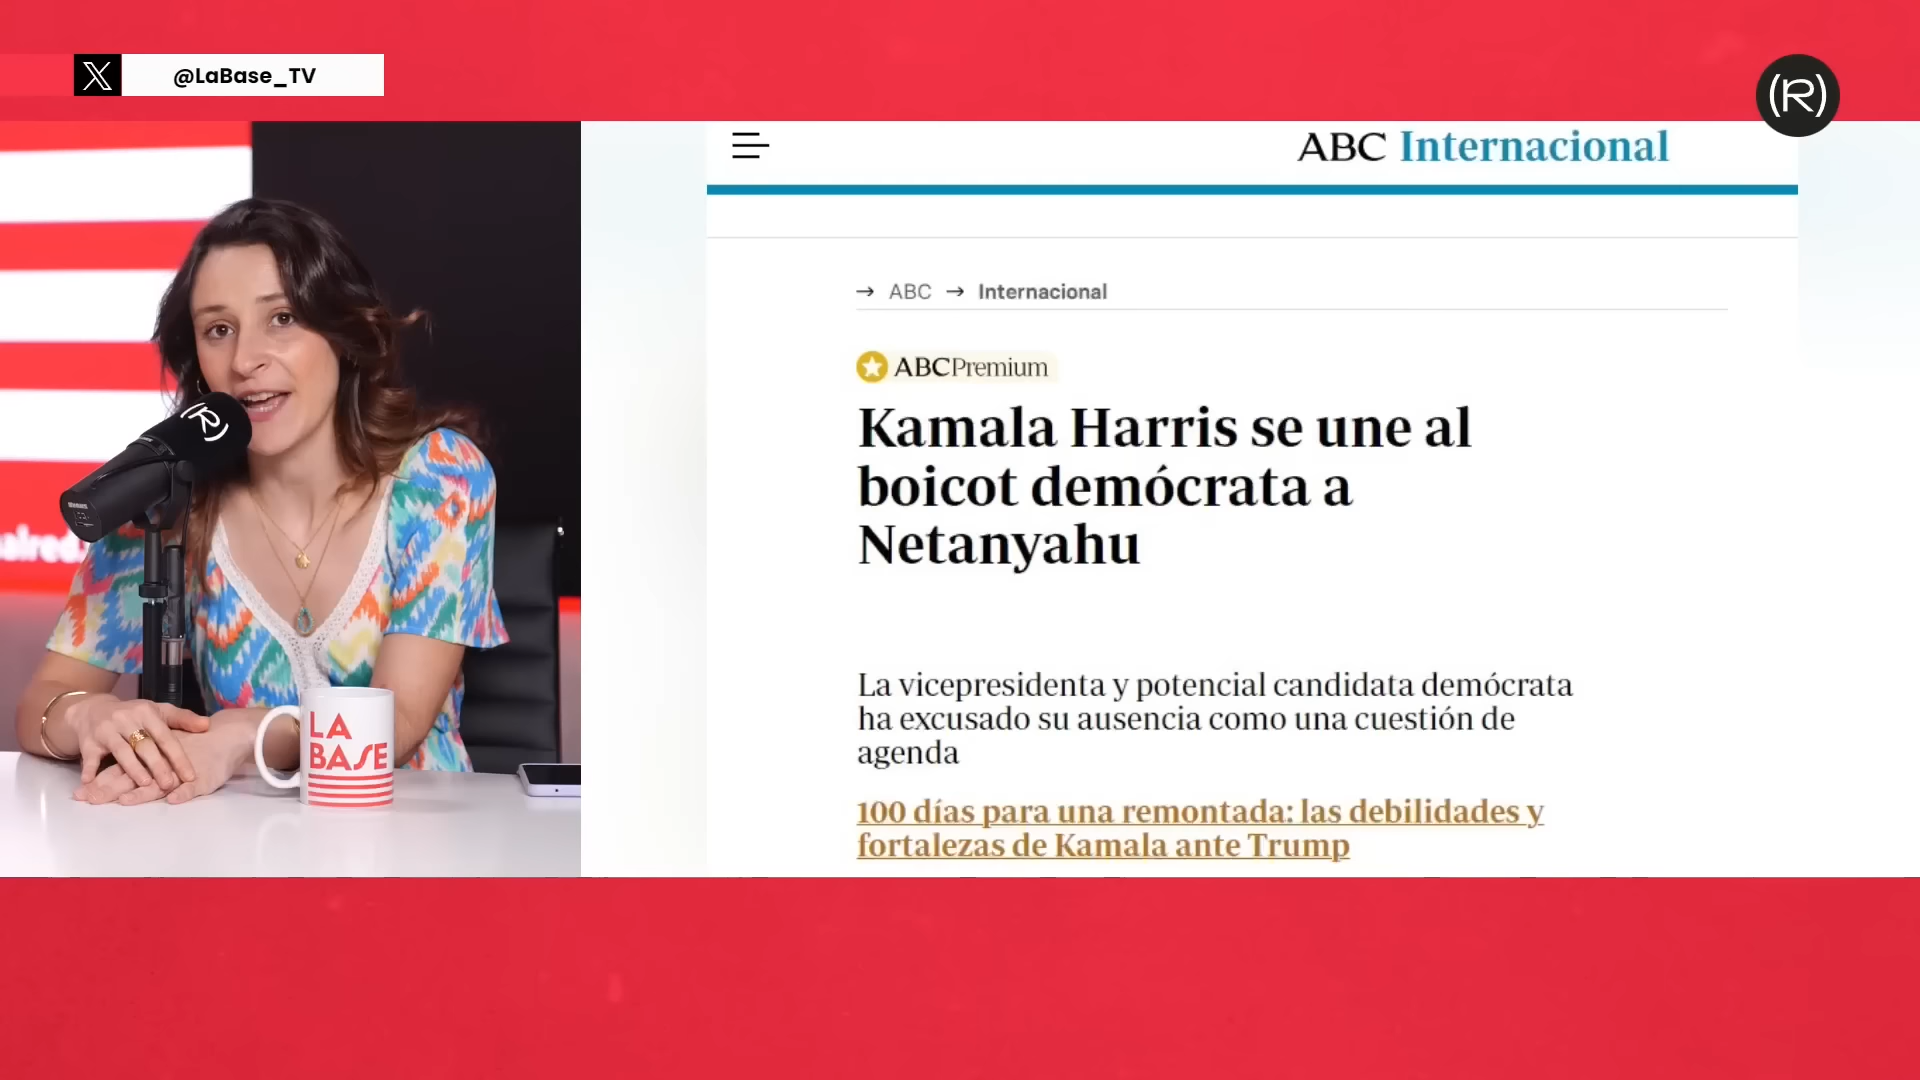 @LaBase_TV
(R)
ABC Internacional
→ ABC → Internacional
ABCPremium
Kamala Harris se une al
boicot demócrata a
Netanyahu
La vicepresidenta y potencial candidata demócrata
ha excusado su ausencia como una cuestión de
agenda
100 días para una remontada: las debilidades y
fortalezas de Kamala ante Trump
(R)
alred.
LA
BASE